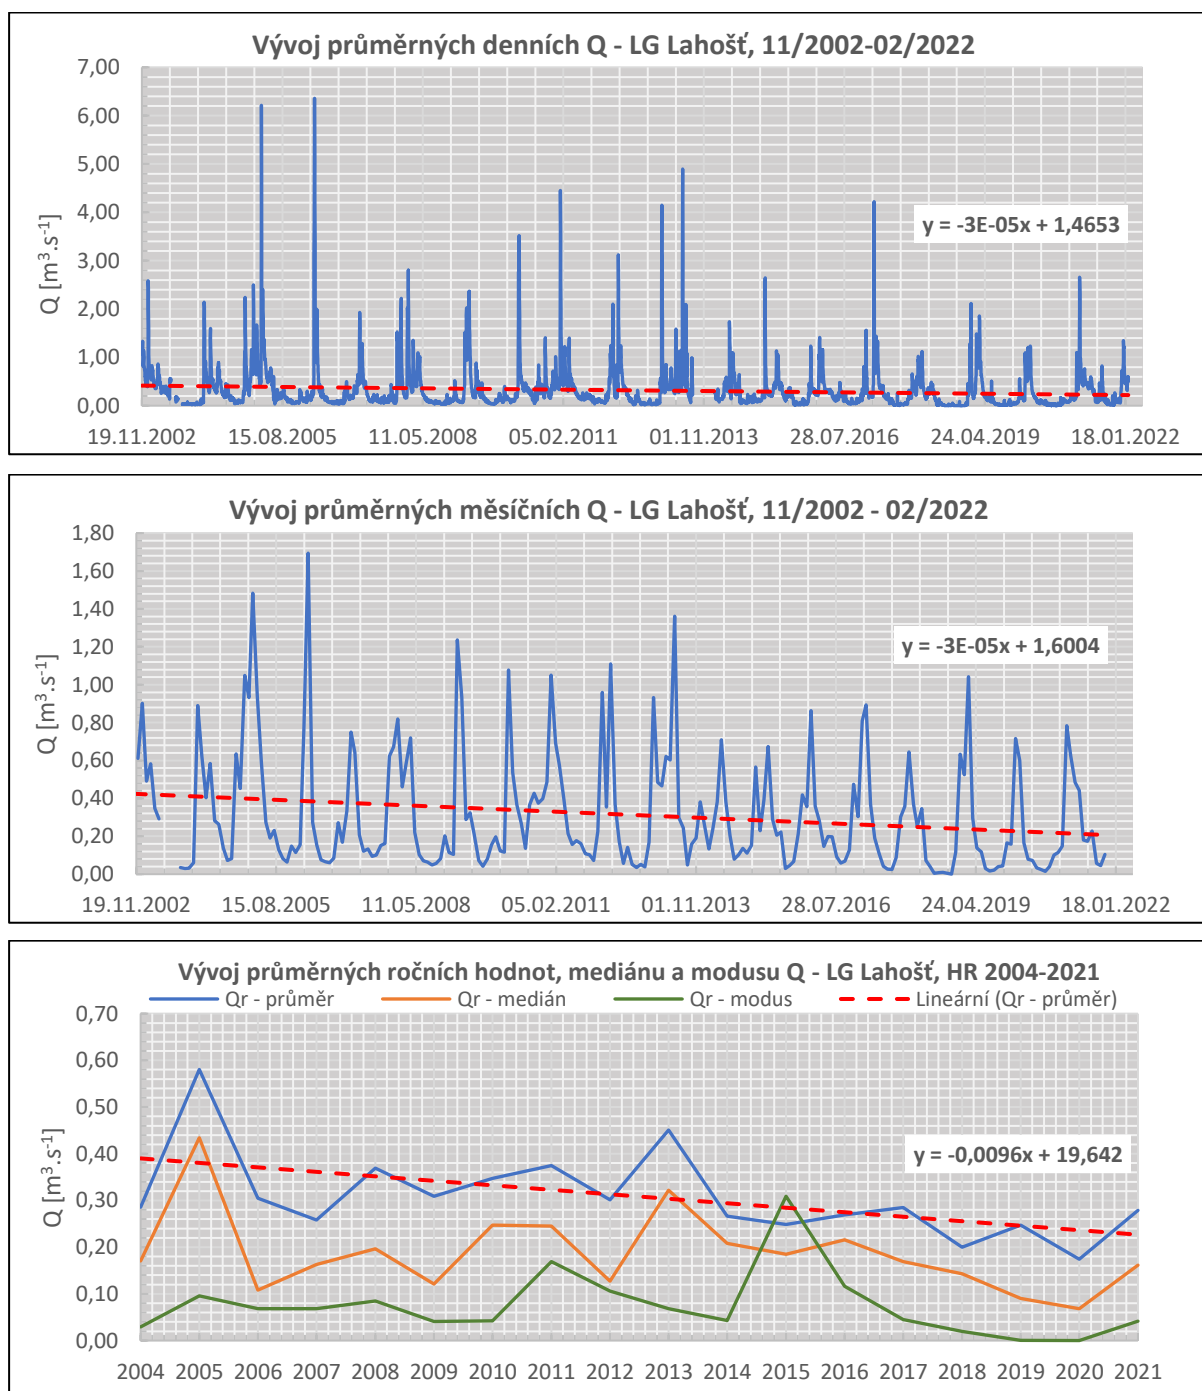 Vývoj průměrných denních Q - LG Lahošť, 11/2002-02/2022
7,00
6,00
5,00
4,00
3,00
2,00
1,00
0,00
Q [m³.s⁻¹]
y = -3E-05x + 1,4653
19.11.2002 15.08.2005 11.05.2008 05.02.2011 01.11.2013 28.07.2016 24.04.2019 18.01.2022
Vývoj průměrných měsíčních Q - LG Lahošť, 11/2002 - 02/2022
1,80
1,60
1,40
1,20
1,00
0,80
0,60
0,40
0,20
0,00
Q [m³.s⁻¹]
y = -3E-05x + 1,6004
19.11.2002 15.08.2005 11.05.2008 05.02.2011 01.11.2013 28.07.2016 24.04.2019 18.01.2022
Vývoj průměrných ročních hodnot, mediánu a modusu Q - LG Lahošť, HR 2004-2021
Qr - průměr Qr - medián Qr - modus Lineární (Qr - průměr)
0,70
0,60
0,50
0,40
0,30
0,20
0,10
0,00
Q [m³.s⁻¹]
y = -0,0096x + 19,642
2004 2005 2006 2007 2008 2009 2010 2011 2012 2013 2014 2015 2016 2017 2018 2019 2020 2021